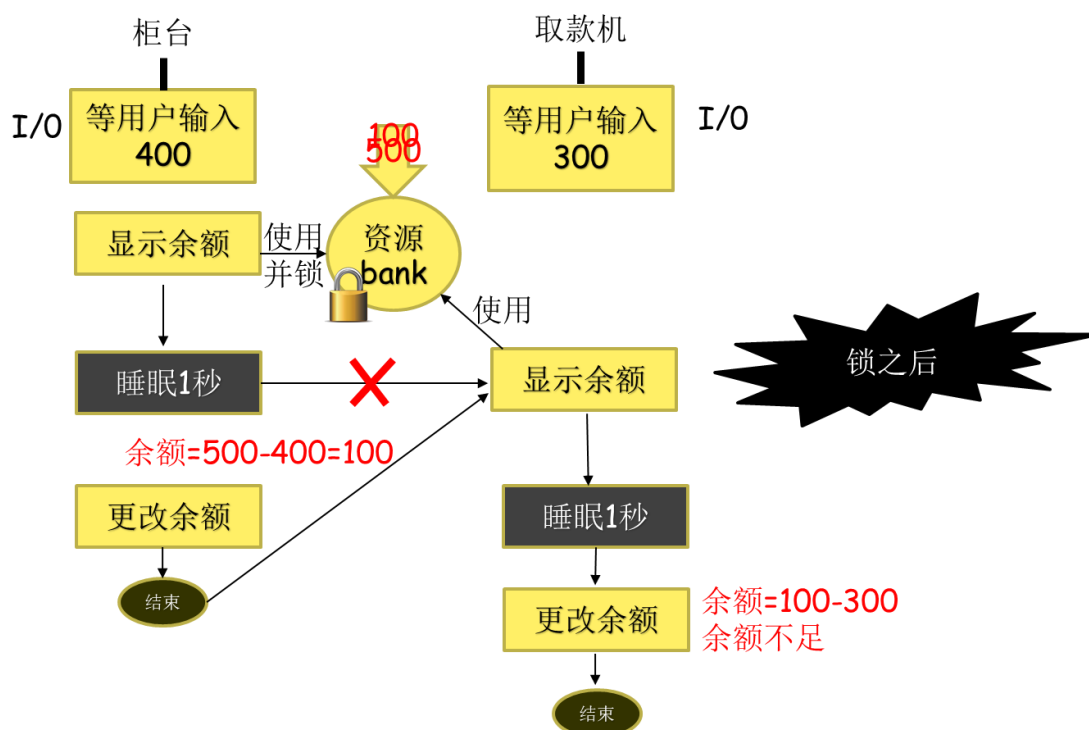 柜台
取款机
I/O
等用户输入
400
等用户输入
300
I/O
100
500
显示余额
使用
并锁
资源
bank
使用
锁之后
睡眠1秒
显示余额
余额=500-400=100
更改余额
睡眠1秒
结束
更改余额
余额=100-300
余额不足
结束